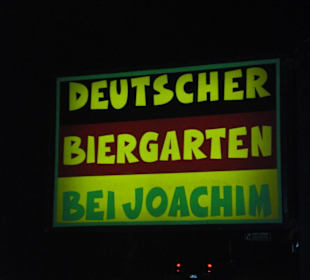 DEUTSCHER
BIERGARTEN
BEI JOACHIM